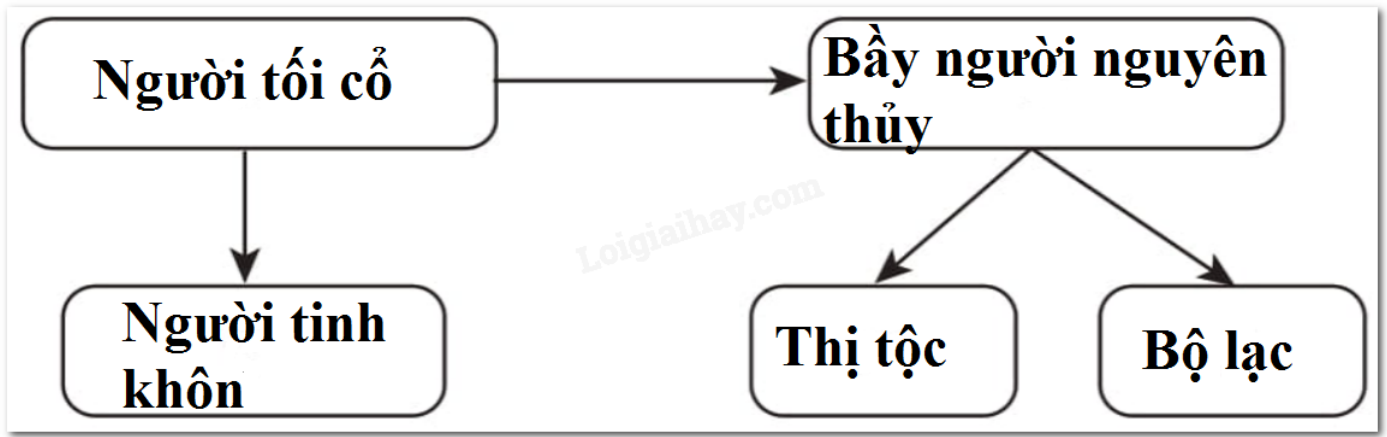 Người tối cổ
Bầy người nguyên
thủy
Loigiaihay.com
Người tinh
khôn
Thị tộc
Bộ lạc